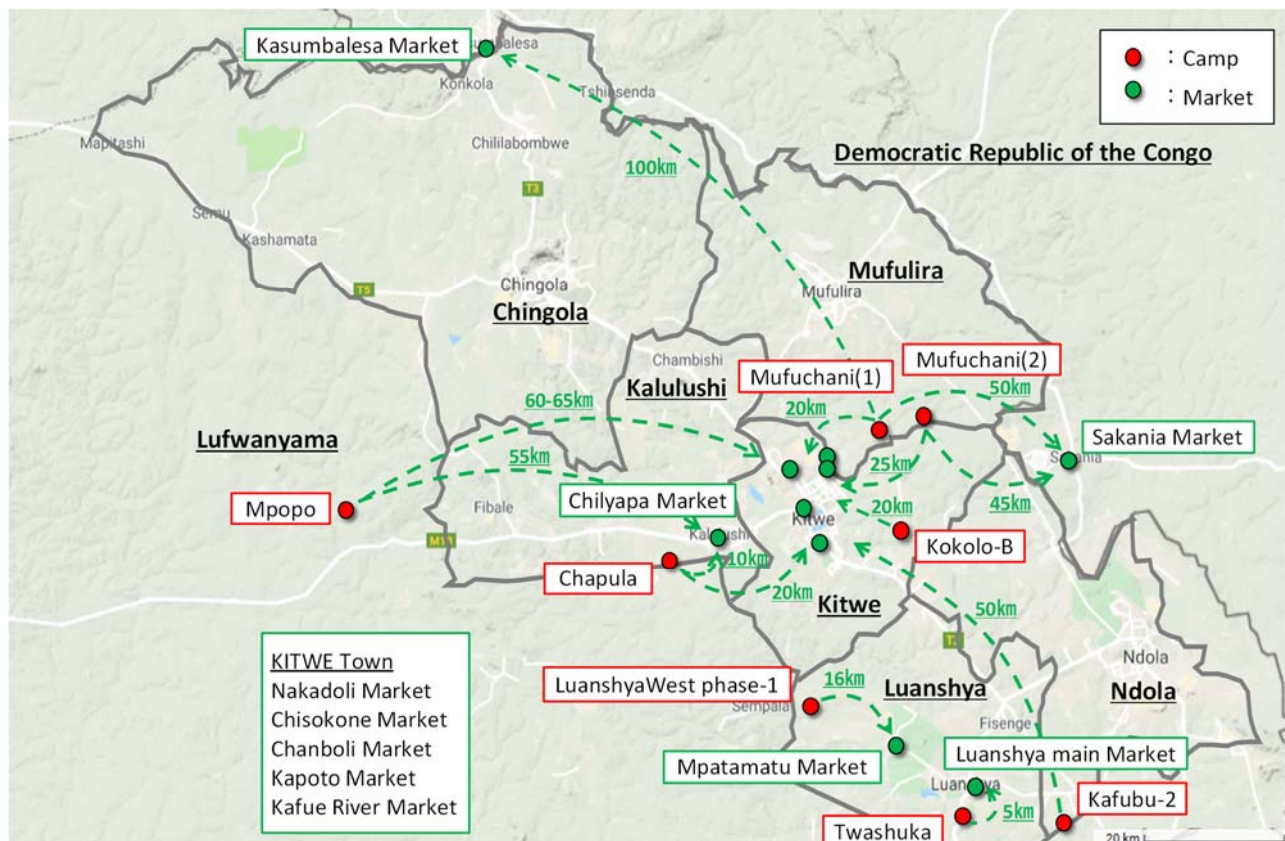 Kasumbalesa Market
Konkola
Tshinsenda
: Camp
: Market
Mapitashi
Chililabombwe
Democratic Republic of the Congo
100km
T3
Semu
Kashamata
Mufulira
Chingola
Mufulira
T5
Chingola
Chambishi
Mufuchani(2)
Kalulushi
Mufuchani(1)
50km
60-65km
20km
Lufwanyama
Sakania Market
55km
25km
Mpopo
Fibale
Chilyapa Market
20km
45km
Kitwe
Kokolo-B
10km
Chapula
20km
Kitwe
50km
KITWE Town
Nakadoli Market
Chisokone Market
Chanboli Market
Kapoto Market
Kafue River Market
Ndola
LuanshyaWest phase-1
16km
Luanshya
Ndola
Sempala
Fisenge
Mpatamatu Market
Luanshya main Market
Kafubu-2
Twashuka
5km
20 km